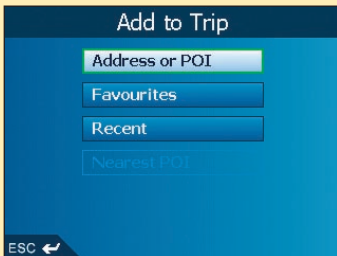 Add to Trip
Address or POI
Favourites
Recent
Nearest POI
ESC